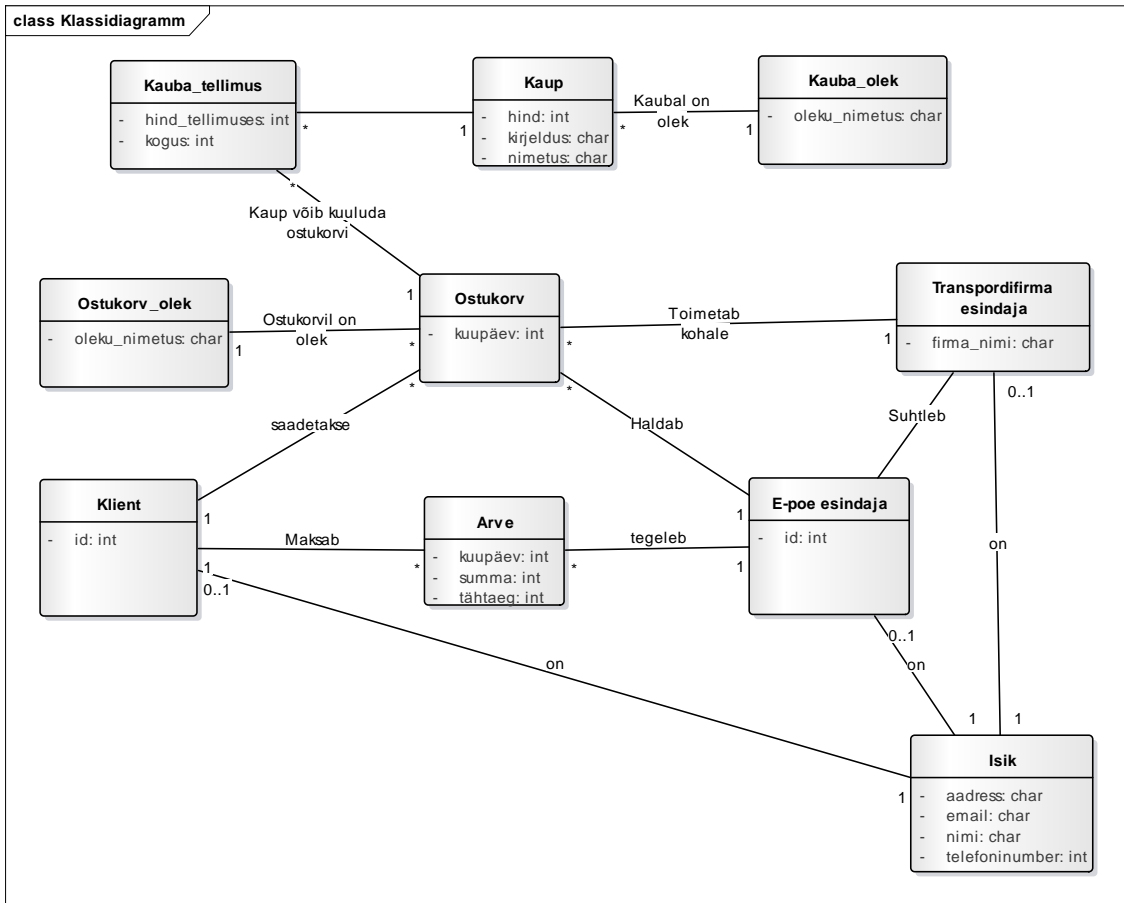 class Klassidiagramm
Kauba_tellimus
- hind_tellimuses: int
- kogus: int
Kaup
- hind: int
- kirjeldus: char
- nimetus: char
Kauba_olek
- oleku_nimetus: char
*
1
Kaubal on
olek
*
1
*
Kaup võib kuuluda
ostukorvi
1
Ostukorv_olek
- oleku_nimetus: char
Ostukorvil on
olek
1
*
Ostukorv
- kuupäev: int
Toimetab
kohale
*
1
Transpordifirma
esindaja
- firma_nimi: char
*
saadetakse
1
*
Haldab
1
Suhtleb
0..1
on
1
Klient
- id: int
Maksab
1
*
Arve
- kuupäev: int
- summa: int
- tähtaeg: int
tegeleb
*
1
E-poe esindaja
- id: int
0..1
on
1
0..1
on
1
Isik
- aadress: char
- email: char
- nimi: char
- telefoninumber: int